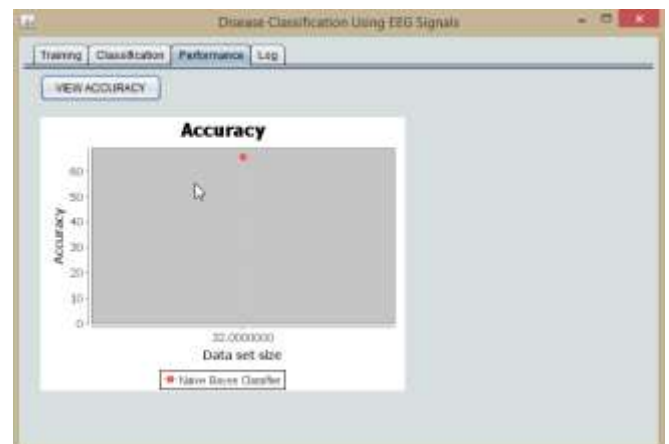 Disease Classification Using EEG Signals
Training Classification Performance Log
VIEW ACCURACY
Accuracy
60
50
40
30
20
10
0
Accuracy
32.0000000
Data set size
Naive Bayes Classifier